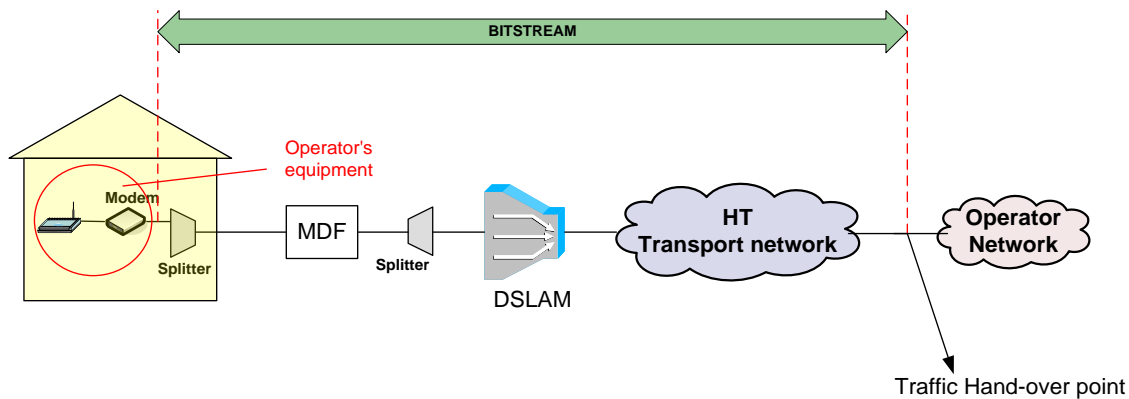 BITSTREAM
Operator's
equipment
Modem
Splitter
MDF
Splitter
DSLAM
HT
Transport network
Operator
Network
Traffic Hand-over point